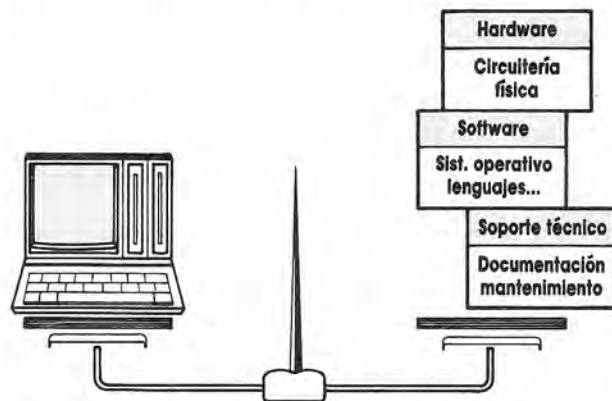 Hardware
Circuitería
física
Software
Sist. operativo
lenguajes...
Soporte técnico
Documentación
mantenimiento